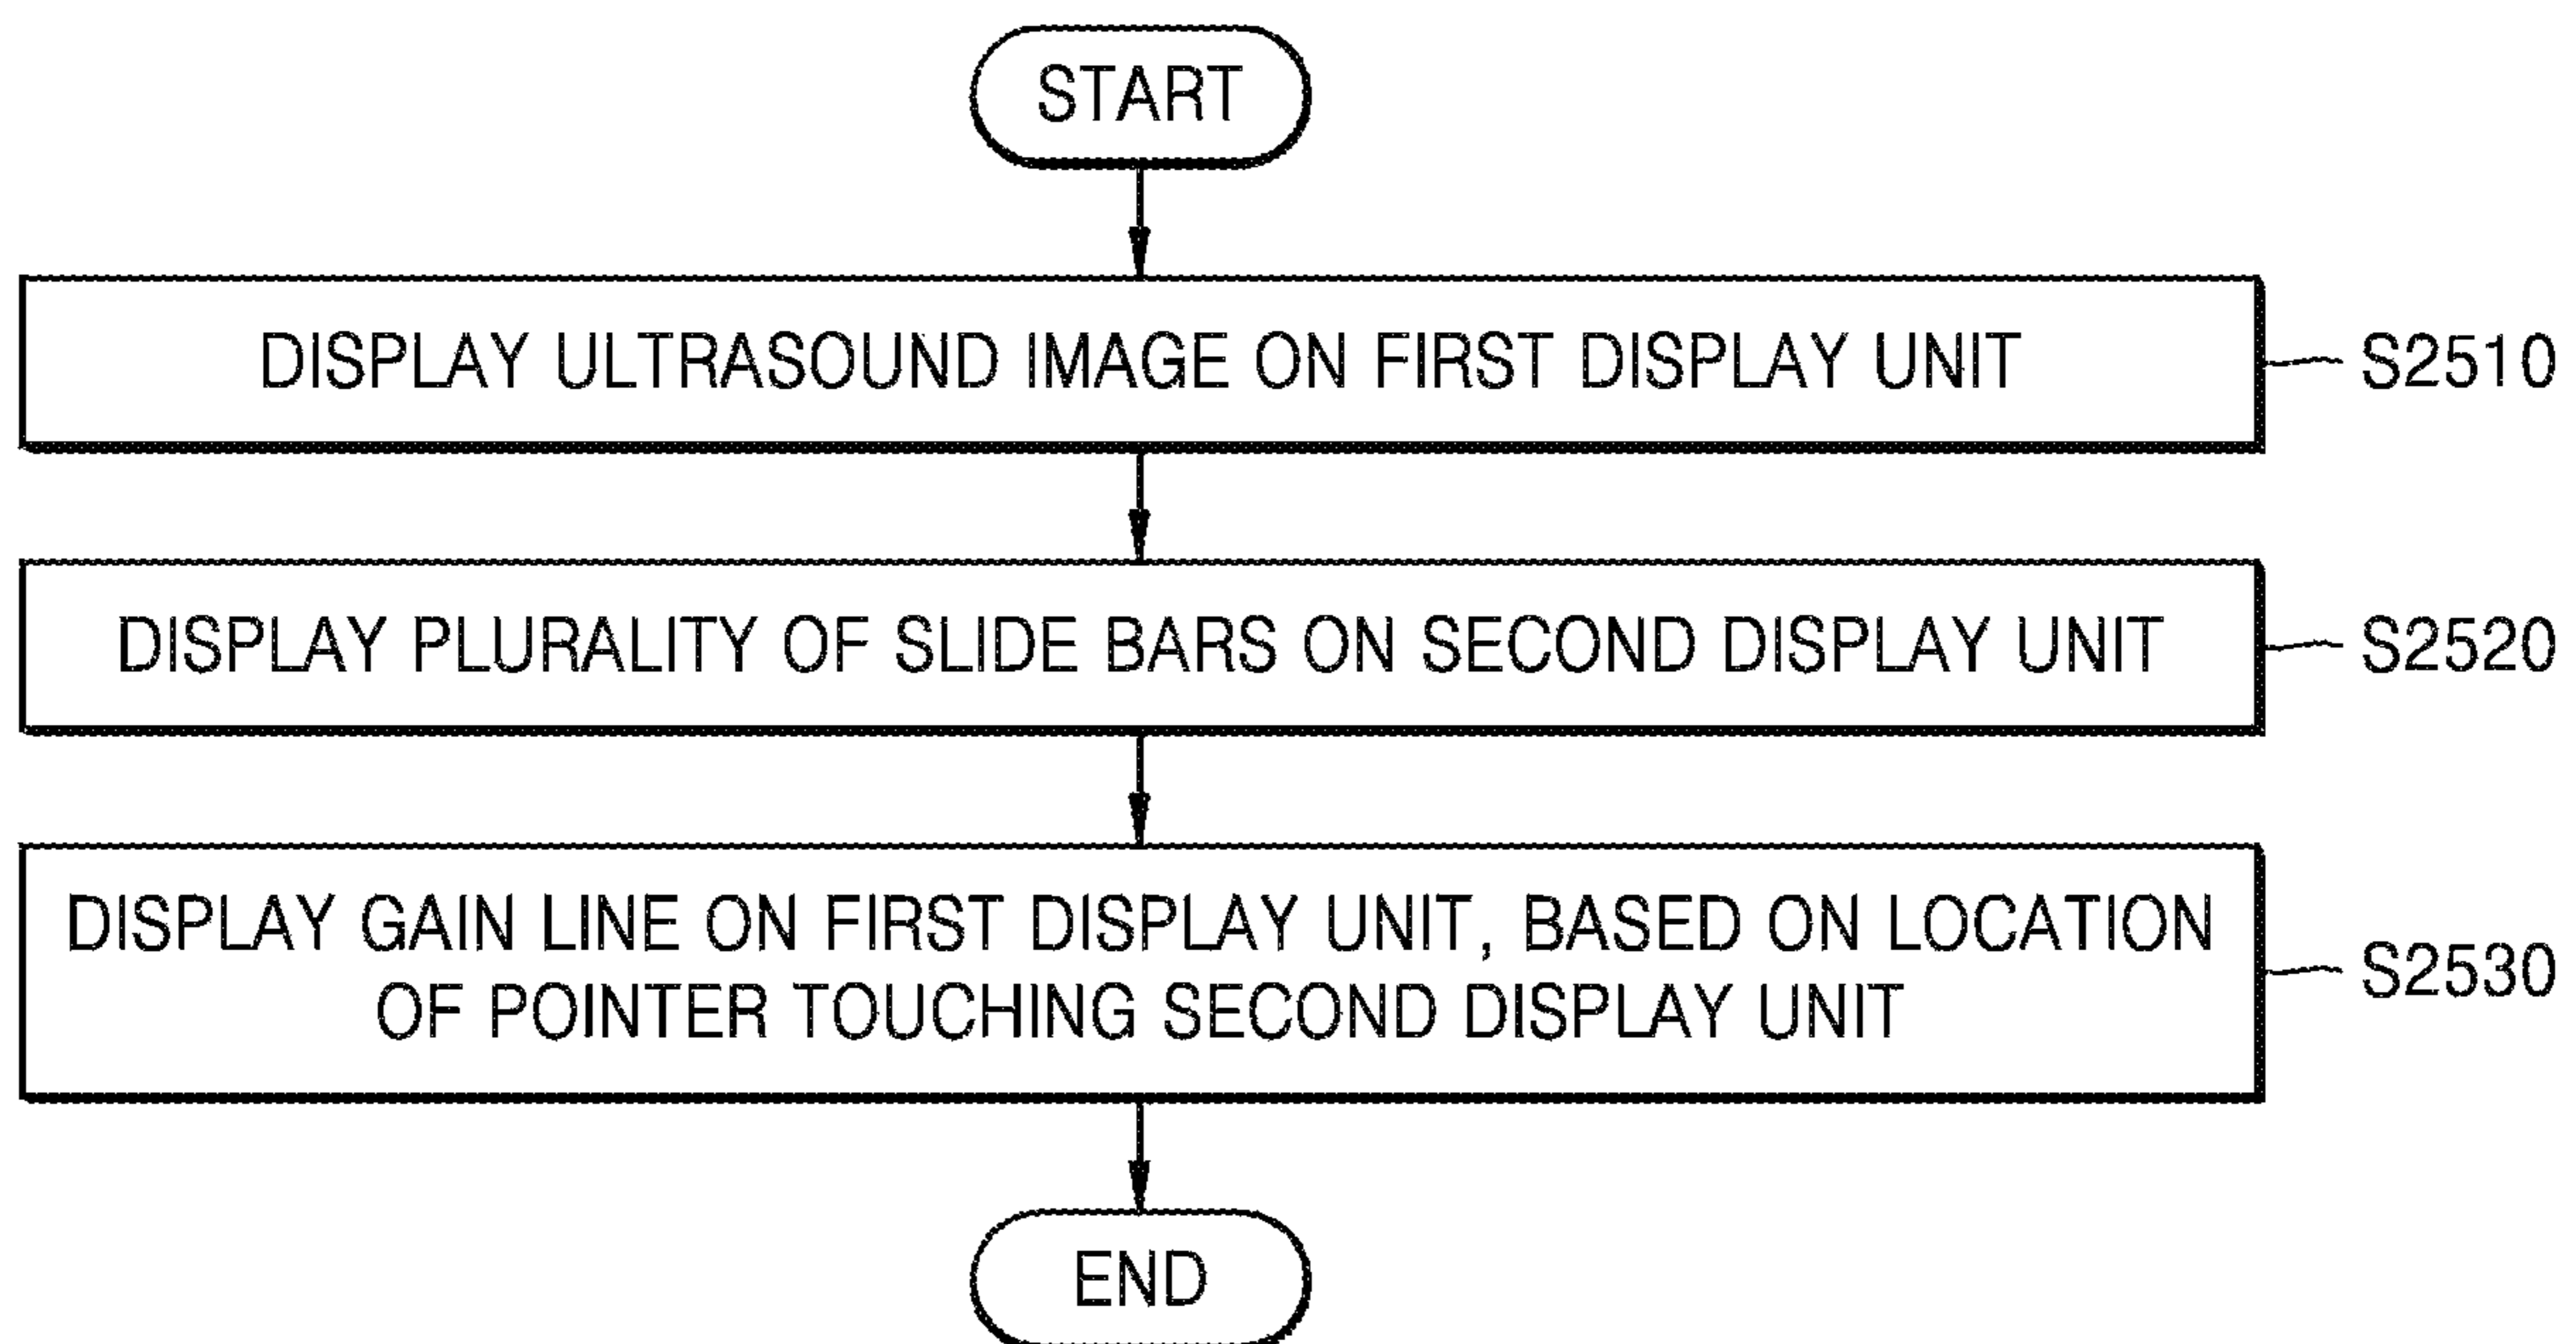 START
DISPLAY ULTRASOUND IMAGE ON FIRST DISPLAY UNIT
S2510
DISPLAY PLURALITY OF SLIDE BARS ON SECOND DISPLAY UNIT
S2520
DISPLAY GAIN LINE ON FIRST DISPLAY UNIT, BASED ON LOCATION
OF POINTER TOUCHING SECOND DISPLAY UNIT
S2530
END